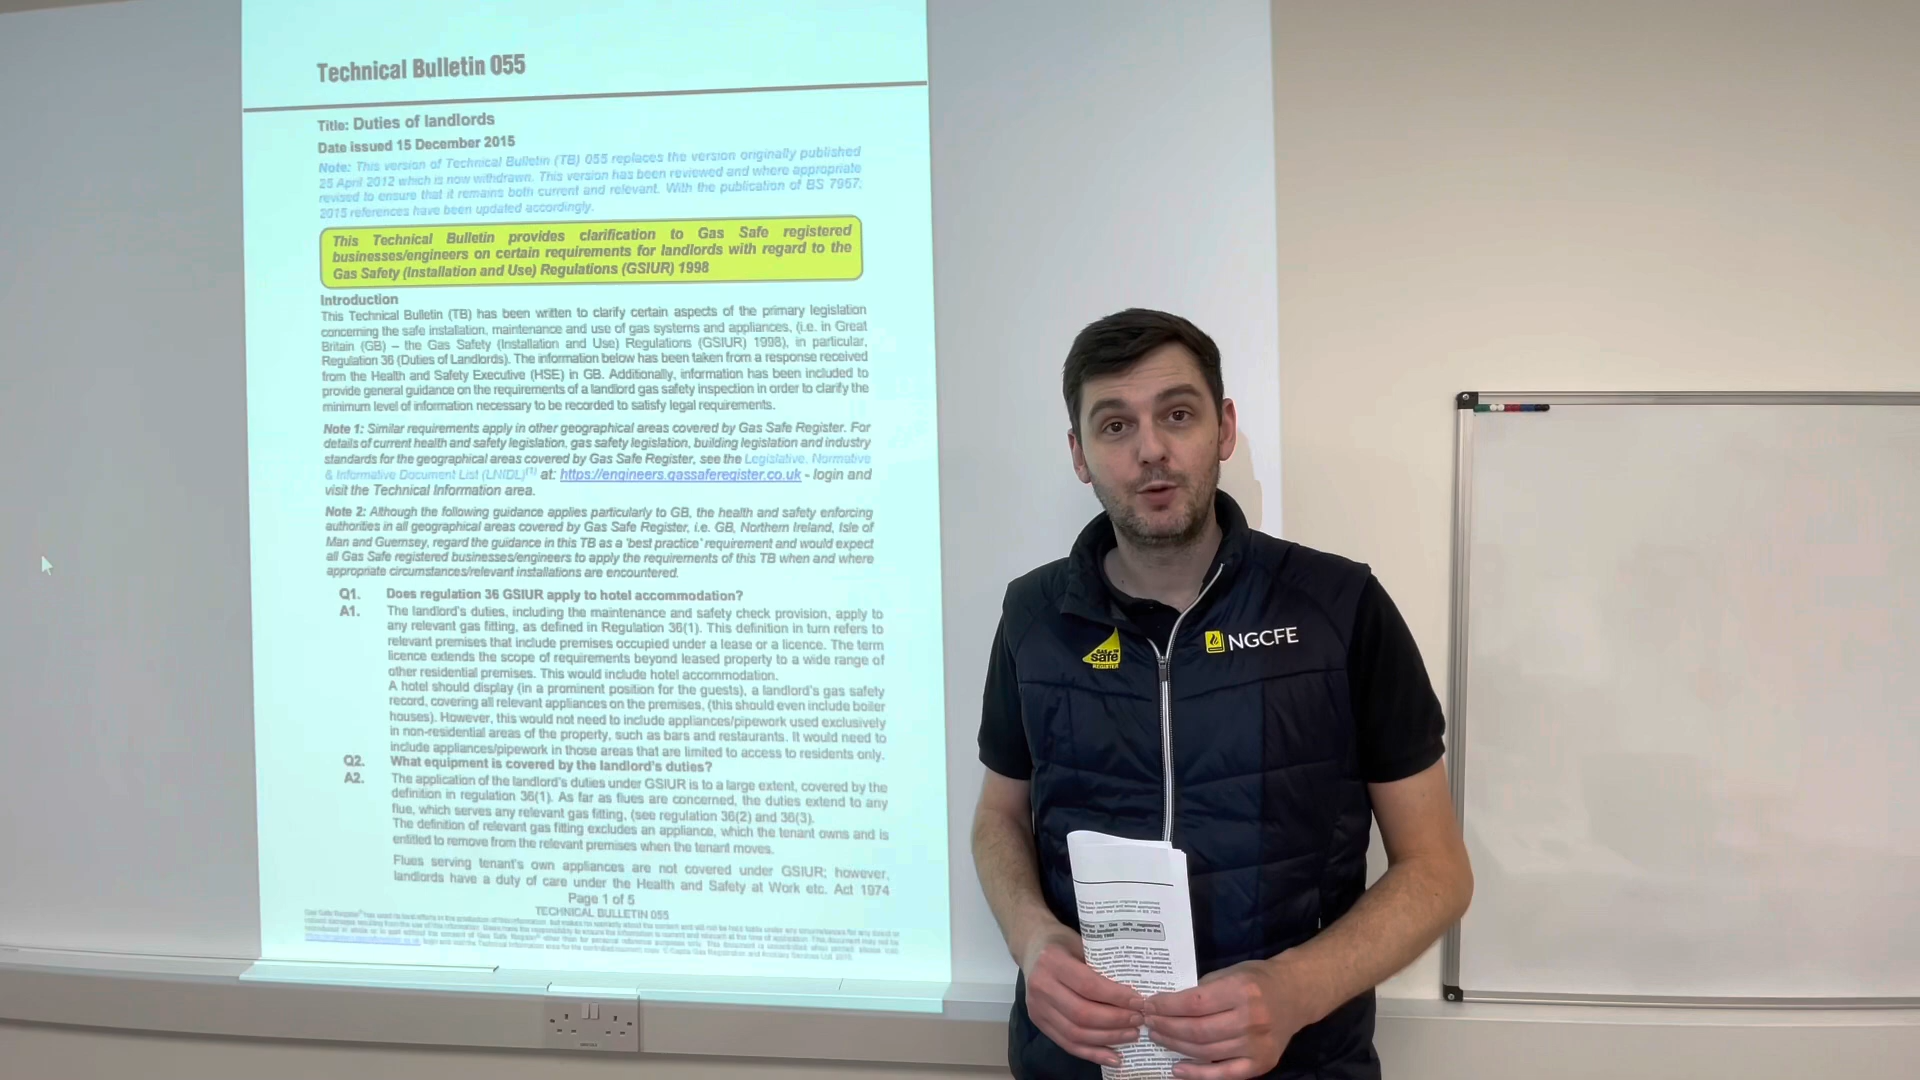 Technical Bulletin 055
Title: Duties of landlords
Date issued 15 December 2015
Note: This version of Technical Bulletin (TB) 055 replaces the version originally published
25 April 2012 which is now withdrawn. This version has been reviewed and where appropriate
revised to ensure that it remains both current and relevant. With the publication of BS 7967:
2015 references have been updated accordingly.
This Technical Bulletin provides clarification to Gas Safe registered
businesses/engineers on certain requirements for landlords with regard to the
Gas Safety (Installation and Use) Regulations (GSIUR) 1998
Introduction
This Technical Bulletin (TB) has been written to clarify certain aspects of the primary legislation
concerning the safe installation, maintenance and use of gas systems and appliances, (i.e. in Great
Britain (GB) – the Gas Safety (Installation and Use) Regulations (GSIUR) 1998), in particular,
Regulation 36 (Duties of Landlords). The information below has been taken from a response received
from the Health and Safety Executive (HSE) in GB. Additionally, information has been included to
provide general guidance on the requirements of a landlord gas safety inspection in order to clarify the
minimum level of information necessary to be recorded to satisfy legal requirements.
Note 1: Similar requirements apply in other geographical areas covered by Gas Safe Register. For
details of current health and safety legislation, gas safety legislation, building legislation and industry
standards for the geographical areas covered by Gas Safe Register, see the Legislative, Normative
& Informative Document List (LNIDL)(1) at: https://engineers.gassaferegister.co.uk - login and
visit the Technical Information area.
Note 2: Although the following guidance applies particularly to GB, the health and safety enforcing
authorities in all geographical areas covered by Gas Safe Register, i.e. GB, Northern Ireland, Isle of
Man and Guernsey, regard the guidance in this TB as a 'best practice' requirement and would expect
all Gas Safe registered businesses/engineers to apply the requirements of this TB when and where
appropriate circumstances/relevant installations are encountered.
Q1. Does regulation 36 GSIUR apply to hotel accommodation?
A1. The landlord's duties, including the maintenance and safety check provision, apply to
any relevant gas fitting, as defined in Regulation 36(1). This definition in turn refers to
relevant premises that include premises occupied under a lease or a licence. The term
licence extends the scope of requirements beyond leased property to a wide range of
other residential premises. This would include hotel accommodation.
A hotel should display (in a prominent position for the guests), a landlord's gas safety
record, covering all relevant appliances on the premises, (this should even include boiler
houses). However, this would not need to include appliances/pipework used exclusively
in non-residential areas of the property, such as bars and restaurants. It would need to
include appliances/pipework in those areas that are limited to access to residents only.
Q2. What equipment is covered by the landlord's duties?
A2. The application of the landlord's duties under GSIUR is to a large extent, covered by the
definition in regulation 36(1). As far as flues are concerned, the duties extend to any
flue, which serves any relevant gas fitting, (see regulation 36(2) and 36(3).
The definition of relevant gas fitting excludes an appliance, which the tenant owns and is
entitled to remove from the relevant premises when the tenant moves.
Flues serving tenant's own appliances are not covered under GSIUR; however,
landlords have a duty of care under the Health and Safety at Work etc. Act 1974
Page 1 of 5
TECHNICAL BULLETIN 055
GAS
safe
REGISTER
NGCFE